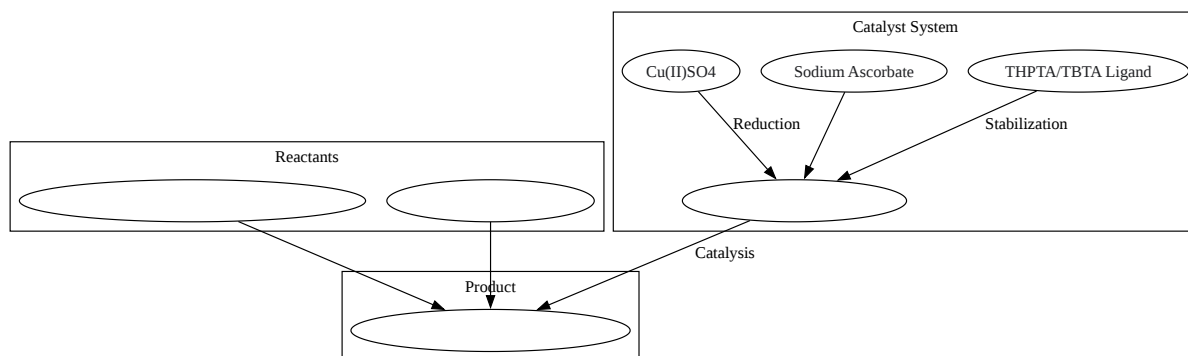 Catalyst System
Cu(II)SO4
Sodium Ascorbate
THPTA/TBTA Ligand
Reduction
Stabilization
Reactants
Catalysis
Product